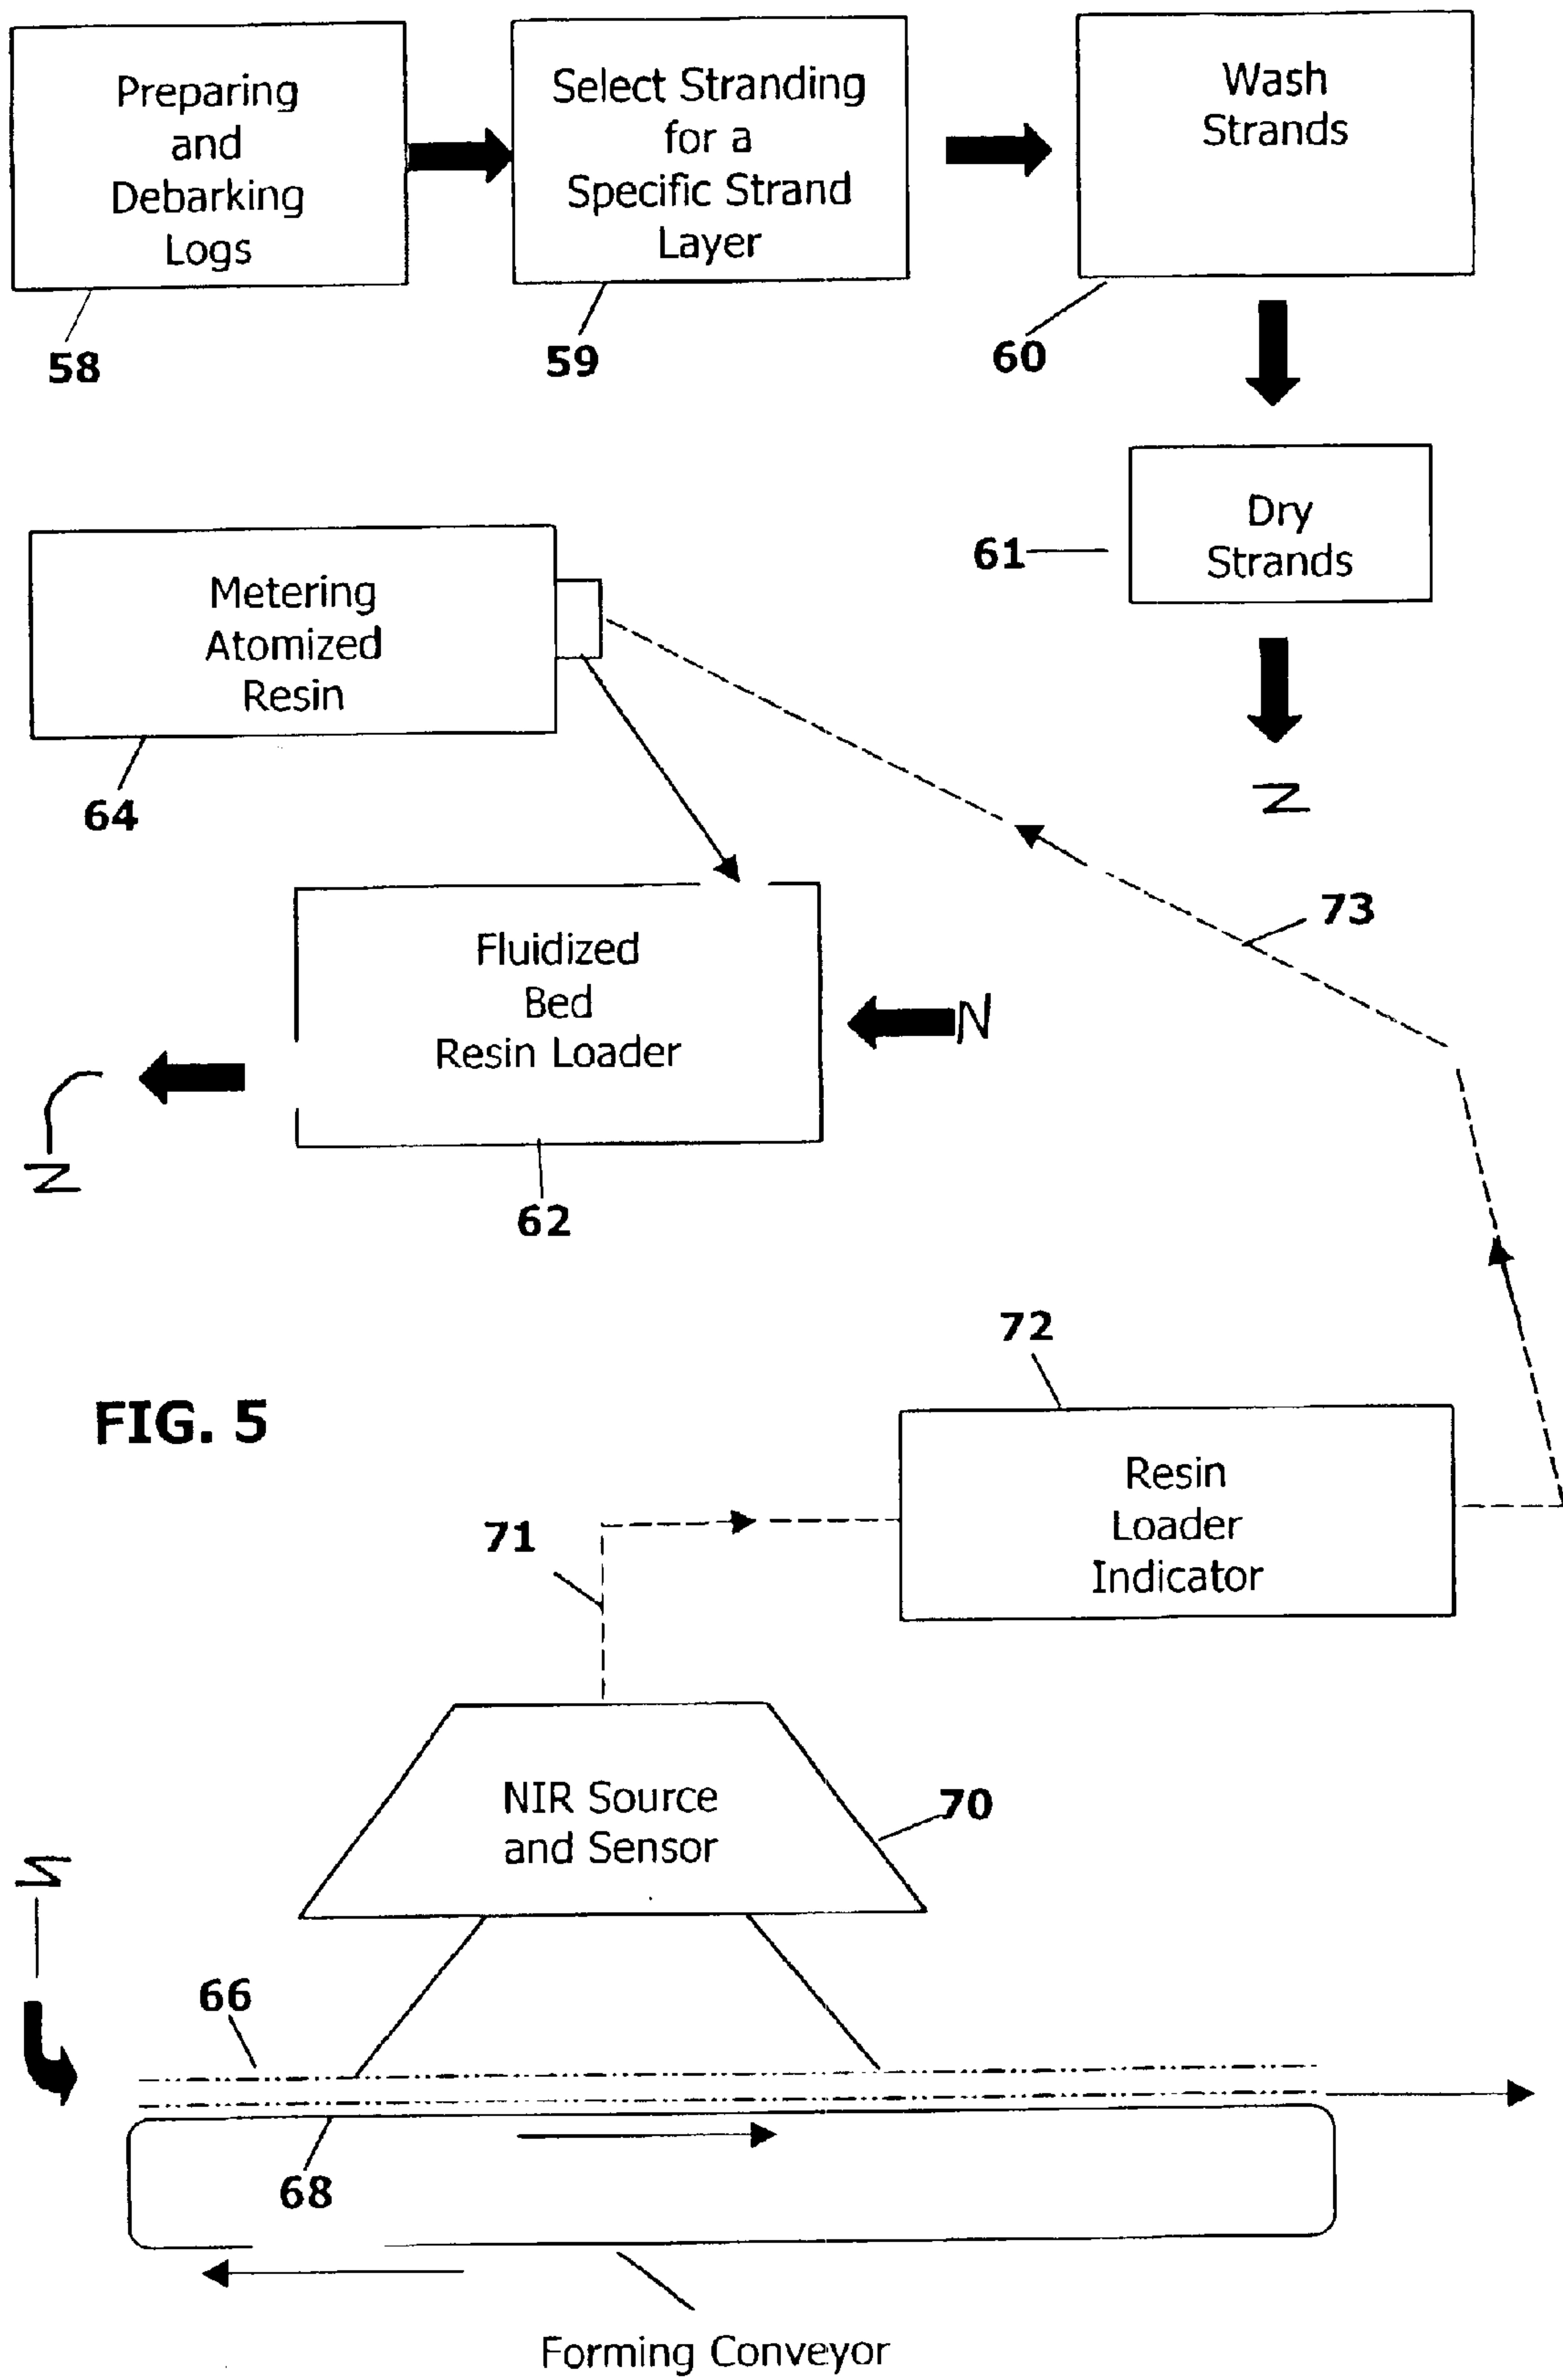 Preparing
and
Debarking
Logs
58
Select Stranding
for a
Specific Strand
Layer
59
Wash
Strands
60
Dry
Strands
61
Metering
Atomized
Resin
64
73
Fluidized
Bed
Resin Loader
62
72
FIG. 5
Resin
Loader
Indicator
71
NIR Source
and Sensor
70
66
68
Forming Conveyor